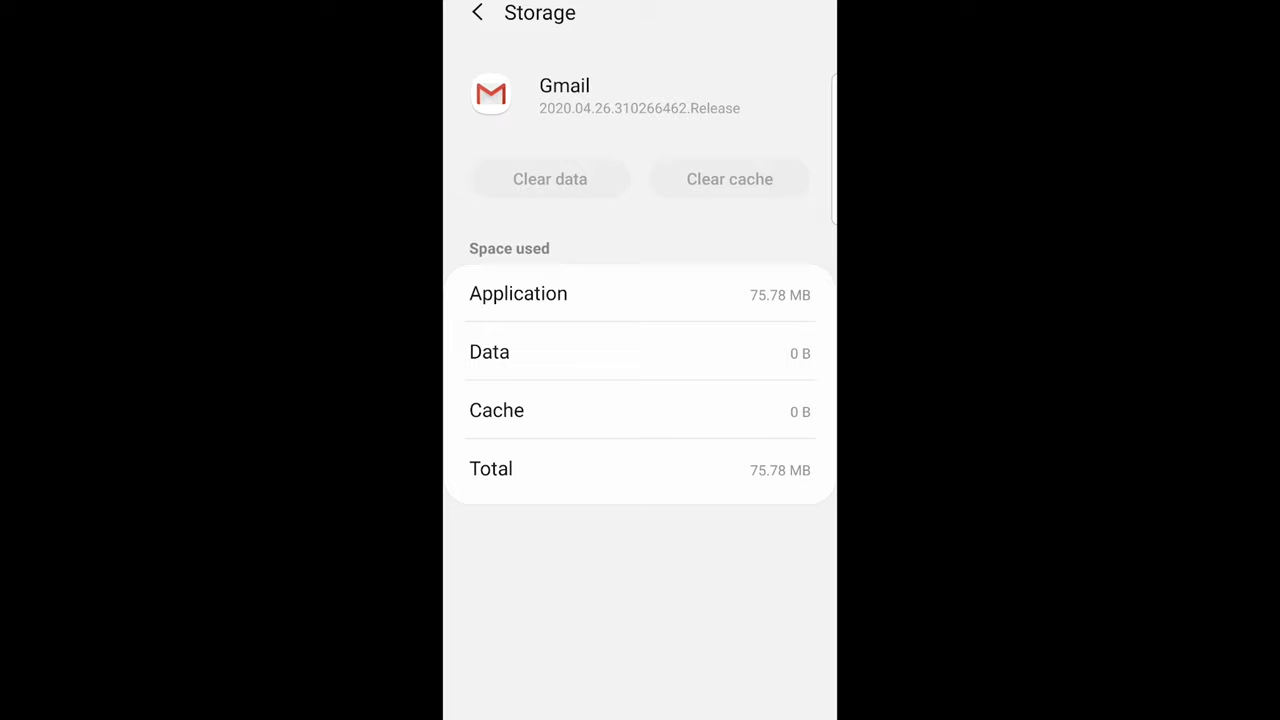 Storage
Gmail
2020.04.26.310266462.Release
Clear data
Clear cache
Space used
Application 75.78 MB
Data 0 B
Cache 0 B
Total 75.78 MB